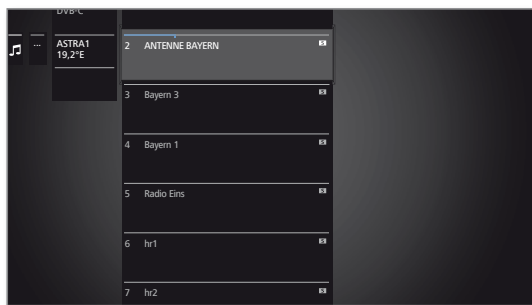 DVB-C
...
ASTRA1
19,2°E
2 ANTENNE BAYERN S
3 Bayern 3 S
4 Bayern 1 S
5 Radio Eins S
6 hr1 S
7 hr2 S